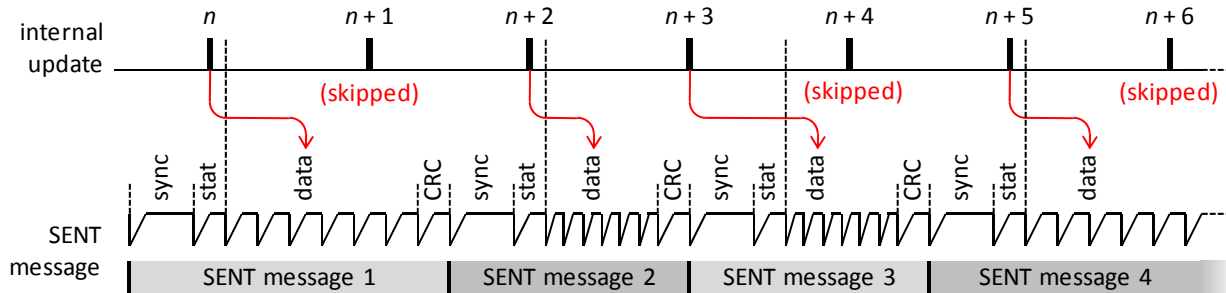 n n + 1 n + 2 n + 3 n + 4 n + 5 n + 6
internal
update
(skipped) (skipped) (skipped)
sync stat data CRC sync stat data CRC sync stat data CRC sync stat data
SENT
message
SENT message 1 SENT message 2 SENT message 3 SENT message 4